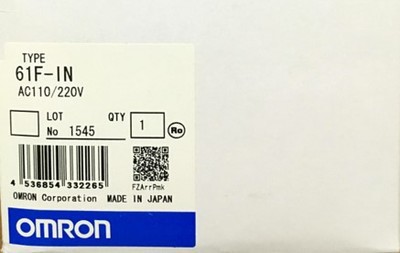 TYPE
61F-IN
AC110/220V
LOT
No 1545
QTY
1
Ro
4 536854 332265
FZArrPmk
OMRON Corporation MADE IN JAPAN
OMRON